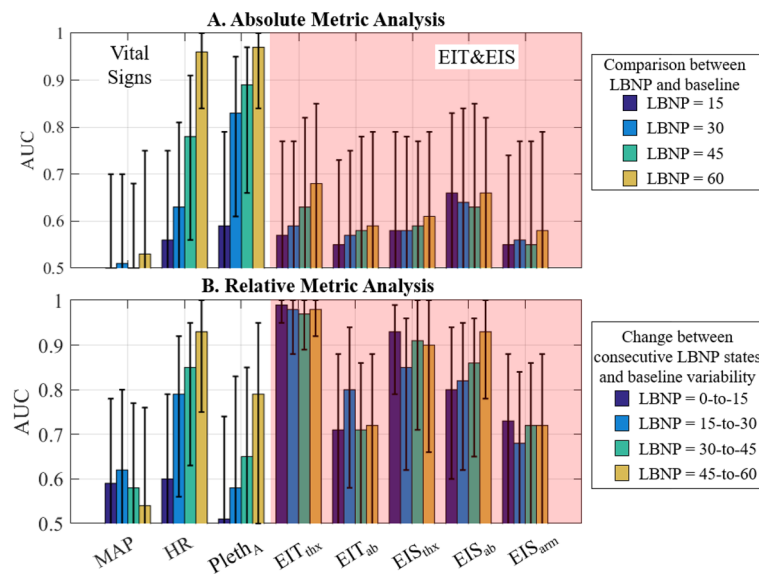 A. Absolute Metric Analysis
1
0.9
0.8
0.7
0.6
0.5
AUC
Vital
Signs
EIT&EIS
Comparison between
LBNP and baseline
LBNP = 15
LBNP = 30
LBNP = 45
LBNP = 60
B. Relative Metric Analysis
1
0.9
0.8
0.7
0.6
0.5
AUC
MAP
HR
PlethA
EITthx
EITab
EISthx
EISab
EISarm
Change between
consecutive LBNP states
and baseline variability
LBNP = 0-to-15
LBNP = 15-to-30
LBNP = 30-to-45
LBNP = 45-to-60